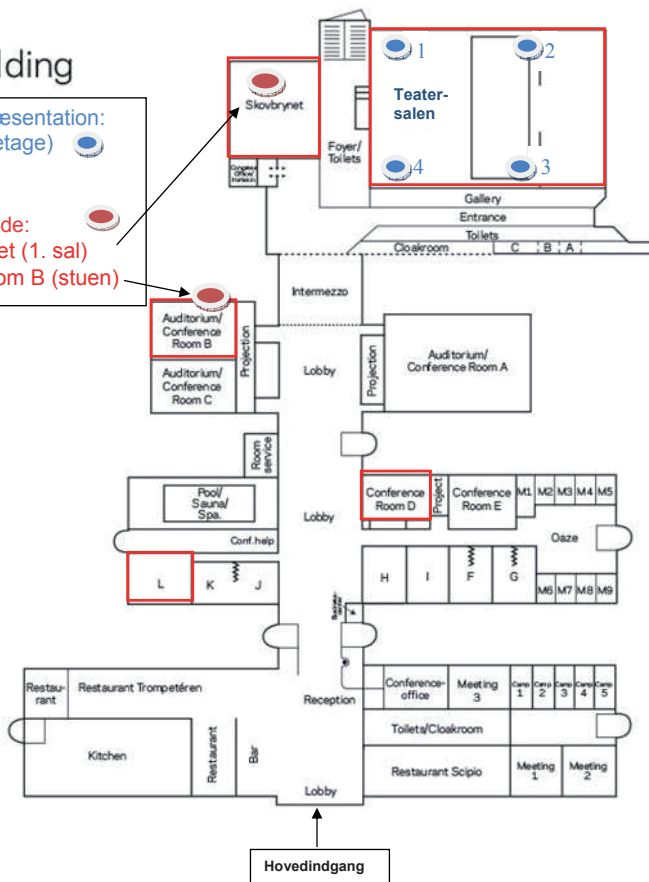 lding
æsentation:
etage)
de:
et (1. sal)
om B (stuen)
Skovbrynet
1
2
Teater-
salen
4
3
Foyer/
Toilets
Congress
Office/
Gallery
Entrance
Toilets
Cloakroom
C
B
A
Intermezzo
Auditorium/
Conference
Room B
Projection
Auditorium/
Conference
Room C
Lobby
Projection
Auditorium/
Conference Room A
Room
service
Pool/
Sauna/
Spa.
Conf.help
Lobby
Conference
Room D
Project
Conference
Room E
M1
M2
M3
M4
M5
Oaze
L
K
J
H
I
F
G
M6
M7
M8
M9
Restau-
rant
Restaurant Trompetéren
Reception
Conference-
office
Meeting
3
Camp
1
Camp
2
Camp
3
Camp
4
Camp
5
Toilets/Cloakroom
Kitchen
Restaurant
Bar
Restaurant Scipio
Meeting
1
Meeting
2
Lobby
Hovedindgang